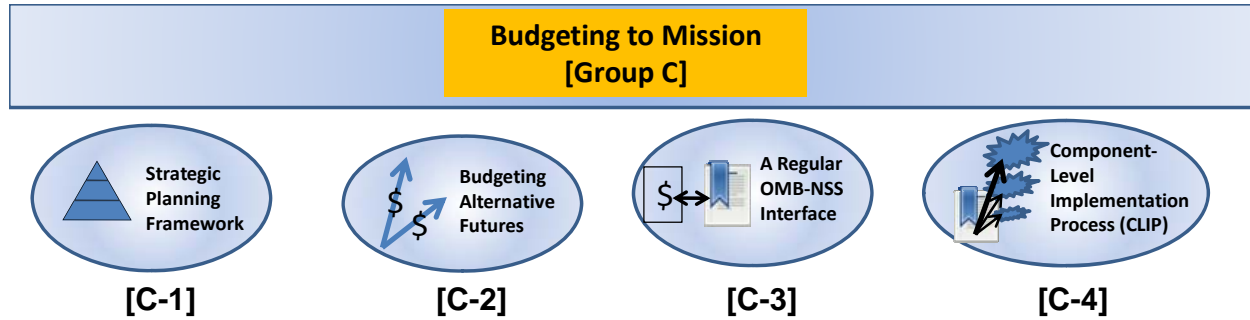 Budgeting to Mission
[Group C]
Strategic
Planning
Framework
$
$
Budgeting
Alternative
Futures
$
A Regular
OMB-NSS
Interface
Component-
Level
Implementation
Process (CLIP)
[C-1]
[C-2]
[C-3]
[C-4]